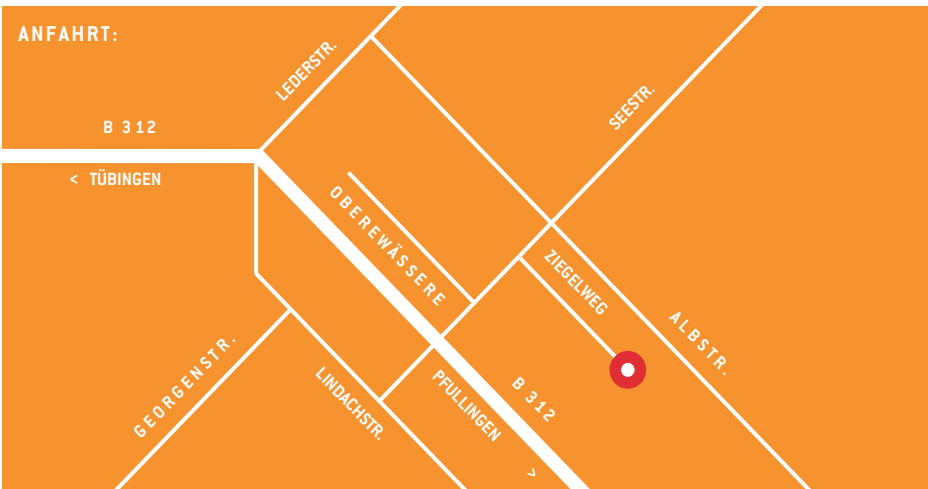 ANFAHRT:
LEDERSTR.
SEESTR.
B 312
< TÜBINGEN
OBEREWÄSSERE
ZIEGELWEG
ALBSTR.
GEORGENSTR.
LINDACHSTR.
PFULLINGEN >
B 312